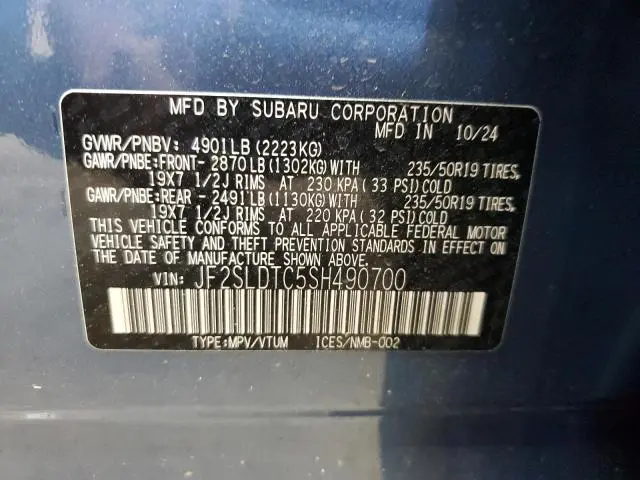 MFD BY SUBARU CORPORATION
MFD IN 10/24
GVWR/PNBV: 4901LB(2223KG)
GAWR/PNBE:FRONT- 2870LB(1302KG)WITH 235/50R19 TIRES,
19X7 1/2J RIMS AT 230 KPA(33 PSI)COLD
GAWR/PNBE:REAR - 2491LB(1130KG)WITH 235/50R19 TIRES,
19X7 1/2J RIMS AT 220 KPA(32 PSI)COLD
THIS VEHICLE CONFORMS TO ALL APPLICABLE FEDERAL MOTOR
VEHICLE SAFETY AND THEFT PREVENTION STANDARDS IN EFFECT ON
THE DATE OF MANUFACTURE SHOWN ABOVE.
VIN: JF2SLDTC5SH490700
TYPE:MPV/VTUM ICES/NMB-002